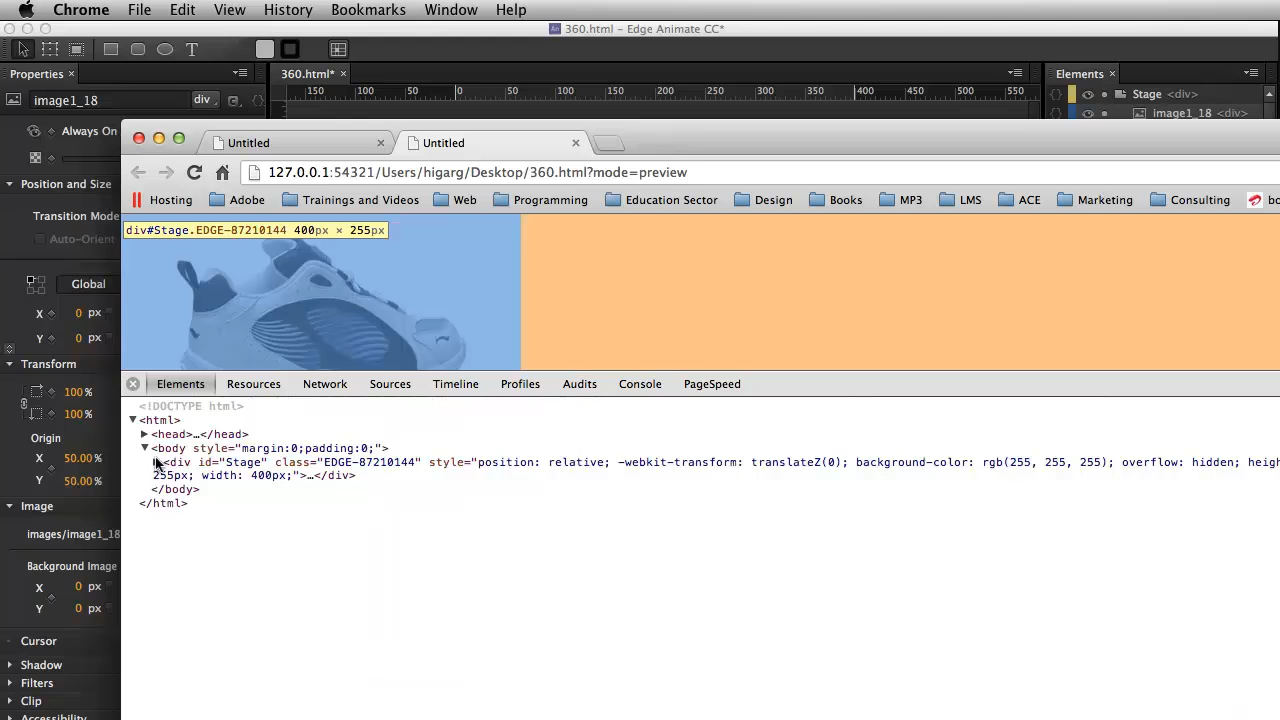 Chrome File Edit View History Bookmarks Window Help
360.html – Edge Animate CC*
T
Properties × 360.html* × Elements ×
150 100 50 0 50 100 150 200 250 300 350 400 450 500 550
image1_18 div
Stage <div>
image1_18 <div>
Always On
Untitled × Untitled ×
127.0.0.1:54321/Users/higarg/Desktop/360.html?mode=preview
Hosting Adobe Trainings and Videos Web Programming Education Sector Design Books MP3 LMS ACE Marketing Consulting
Position and Size
Transition Mode
Auto-Orient
Global
X 0 px
Y 0 px
Transform
100 %
100 %
Origin
X 50.00 %
Y 50.00 %
Image
images/image1_18
Background Image
X 0 px
Y 0 px
Cursor
Shadow
Filters
Clip
Accessibility
div#Stage.EDGE-87210144 400px × 255px
Elements Resources Network Sources Timeline Profiles Audits Console PageSpeed
<!DOCTYPE html>
<html>
<head>…</head>
<body style="margin:0;padding:0;">
<div id="Stage" class="EDGE-87210144" style="position: relative; -webkit-transform: translateZ(0); background-color: rgb(255, 255, 255); overflow: hidden; heigh
255px; width: 400px;">…</div>
</body>
</html>